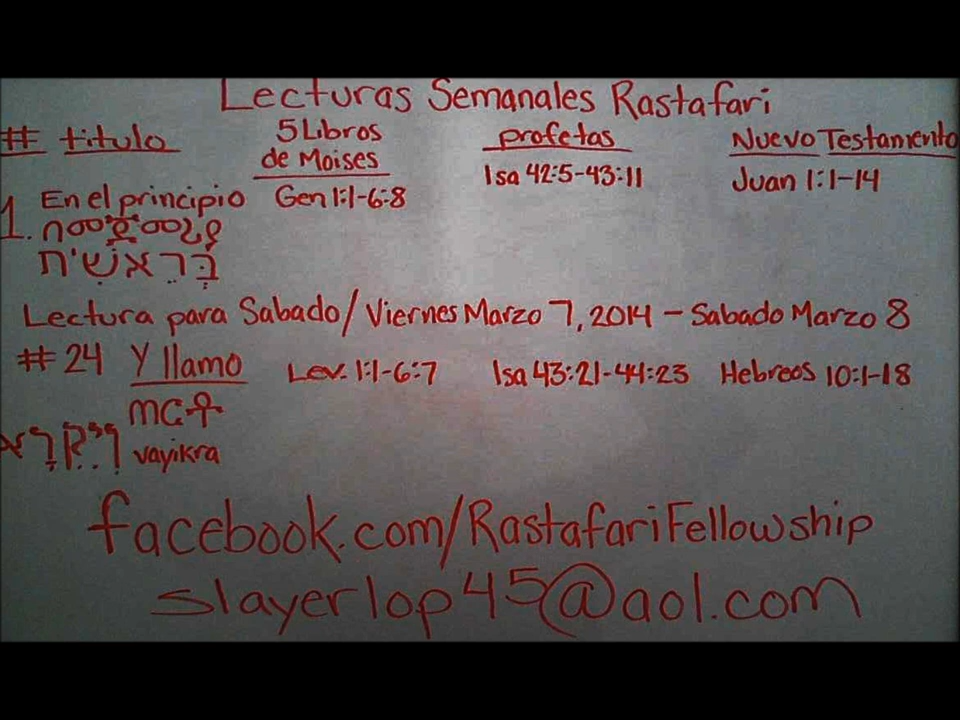 Lecturas Semanales Rastafari
# titulo 5 Libros de Moises profetas Nuevo Testamento
1. En el principio Gen 1:1-6:8 Isa 42:5-43:11 Juan 1:1-14
בְּרֵאשִׁית
Lectura para Sabado/Viernes Marzo 7, 2014 - Sabado Marzo 8
#24 Y llamo Lev. 1:1-6:7 Isa 43:21-44:23 Hebreos 10:1-18
ጠርቶ
וַיִּקְרָא vayikra
facebook.com/RastafariFellowship
slayerlop45@aol.com